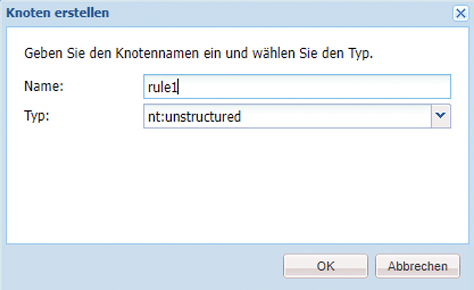 Knoten erstellen
Geben Sie den Knotennamen ein und wählen Sie den Typ.
Name: rule1
Typ: nt:unstructured
OK Abbrechen